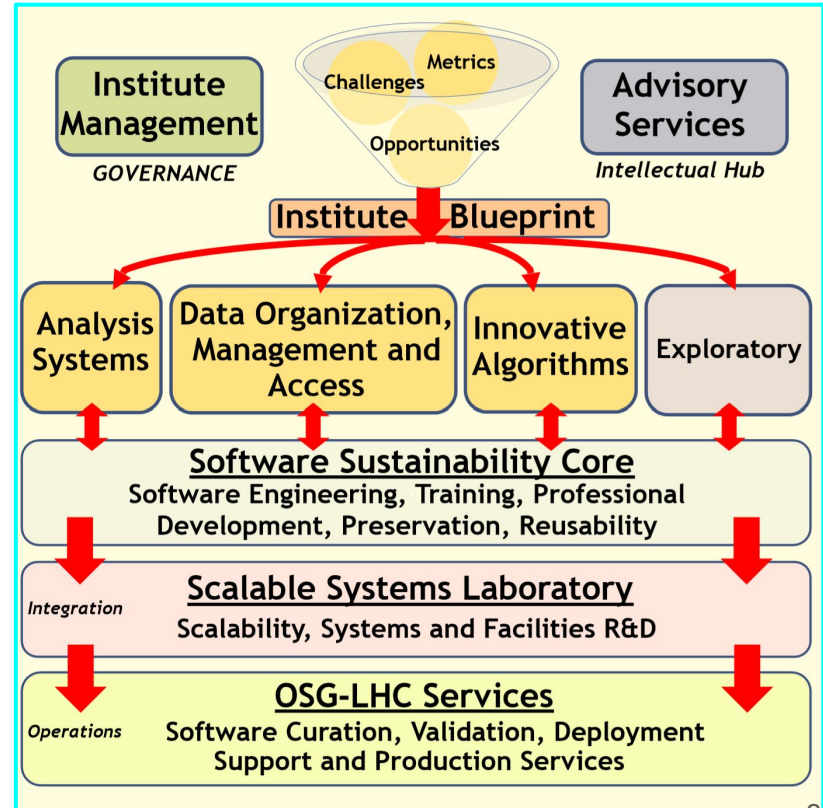 Institute
Management
GOVERNANCE
Challenges
Metrics
Opportunities
Advisory
Services
Intellectual Hub
Institute Blueprint
Analysis
Systems
Data Organization,
Management and
Access
Innovative
Algorithms
Exploratory
Software Sustainability Core
Software Engineering, Training, Professional
Development, Preservation, Reusability
Integration
Scalable Systems Laboratory
Scalability, Systems and Facilities R&D
Operations
OSG-LHC Services
Software Curation, Validation, Deployment
Support and Production Services